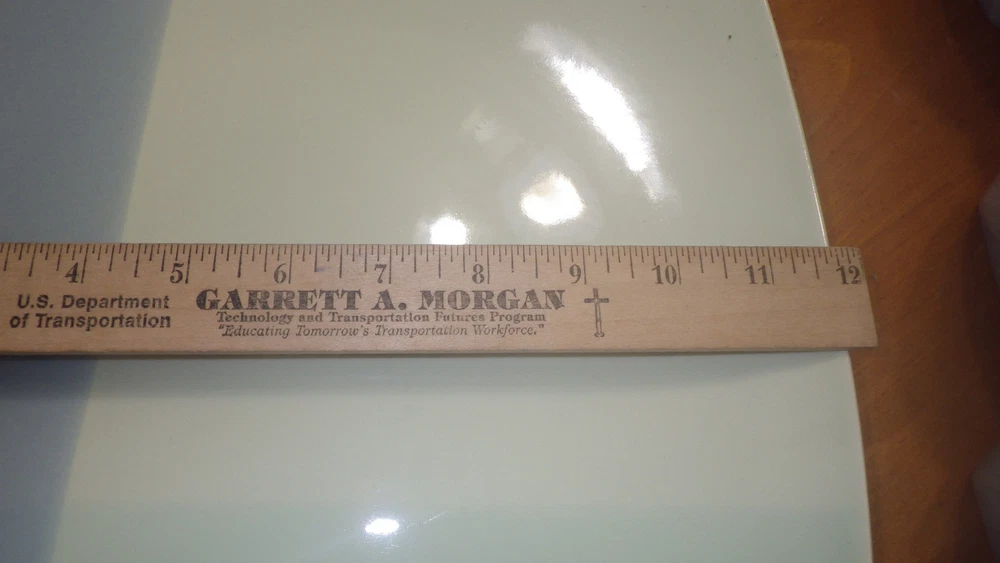 4 5 6 7 8 9 10 11 12
U.S. Department
of Transportation
GARRETT A. MORGAN
Technology and Transportation Futures Program
"Educating Tomorrow's Transportation Workforce."